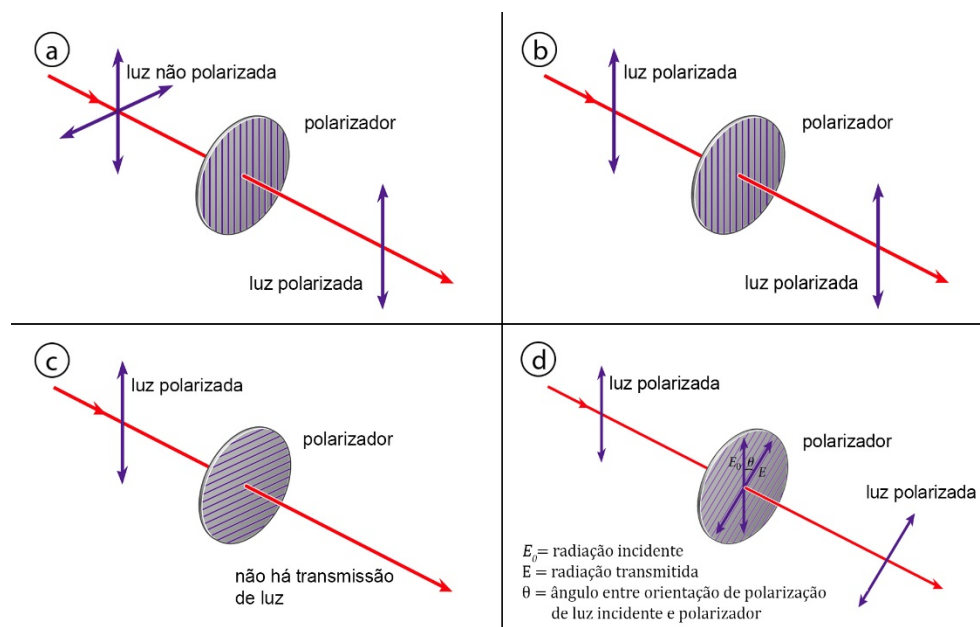 a
luz não polarizada
polarizador
luz polarizada
b
luz polarizada
polarizador
luz polarizada
c
luz polarizada
polarizador
não há transmissão
de luz
d
luz polarizada
polarizador
E₀ θ E
luz polarizada
E₀= radiação incidente
E = radiação transmitida
θ = ângulo entre orientação de polarização
de luz incidente e polarizador